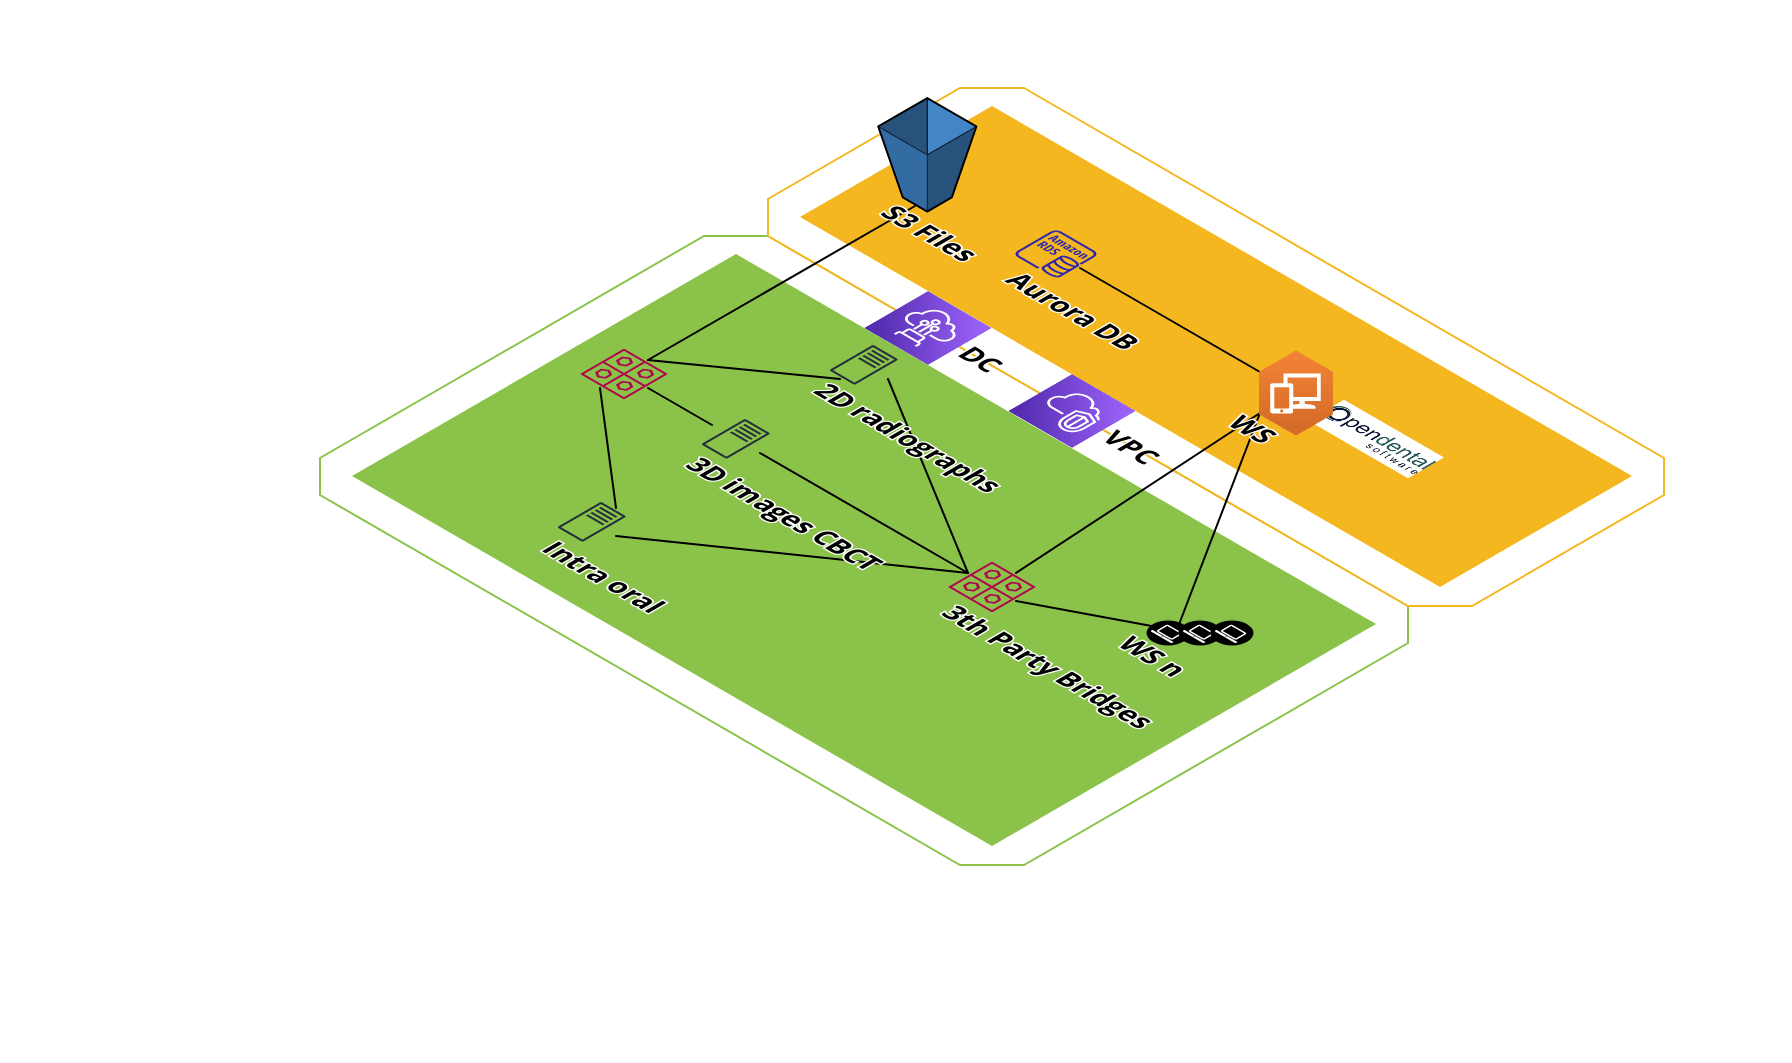 S3 Files
Amazon
RDS
Aurora DB
DC
VPC
WS
Opendental
software
2D radiographs
3D images CBCT
Intra oral
3th Party Bridges
WS n